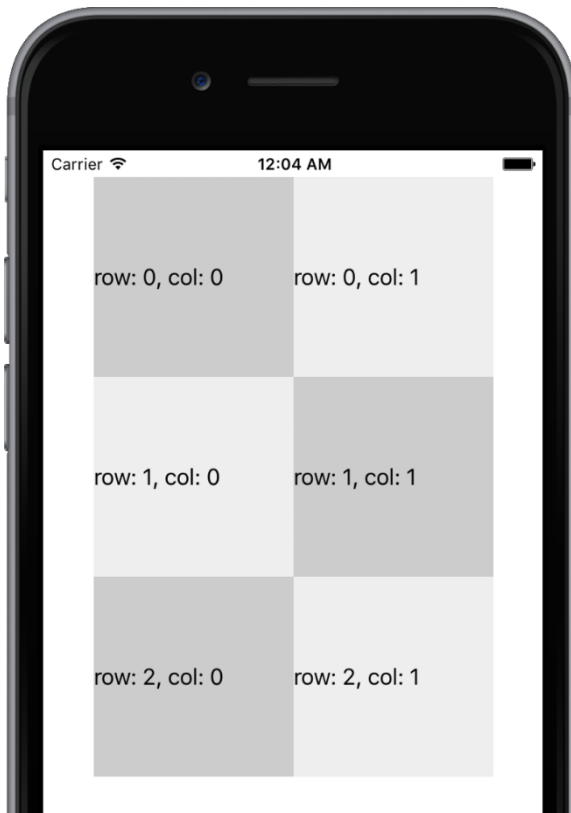 Carrier 12:04 AM
row: 0, col: 0 row: 0, col: 1
row: 1, col: 0 row: 1, col: 1
row: 2, col: 0 row: 2, col: 1